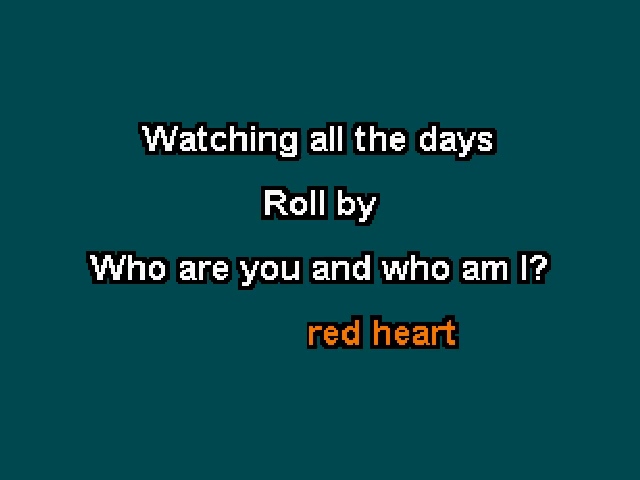 Watching all the days
Roll by
Who are you and who am I?
red heart